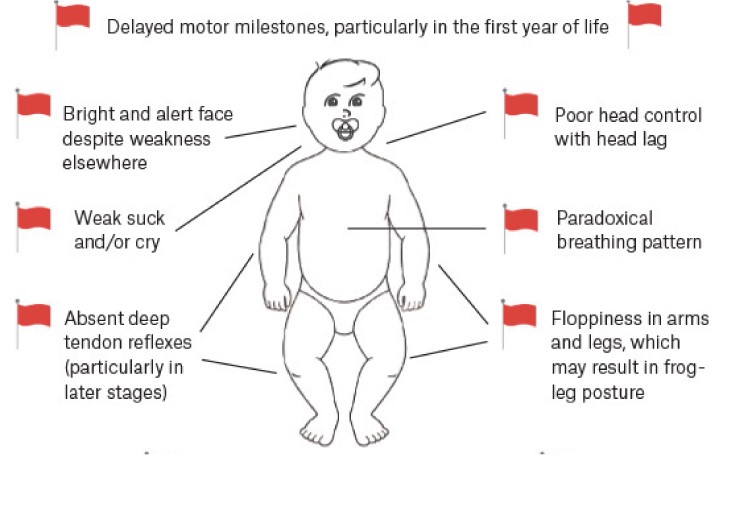 Delayed motor milestones, particularly in the first year of life
Bright and alert face
despite weakness
elsewhere
Poor head control
with head lag
Weak suck
and/or cry
Paradoxical
breathing pattern
Absent deep
tendon reflexes
(particularly in
later stages)
Floppiness in arms
and legs, which
may result in frog-
leg posture